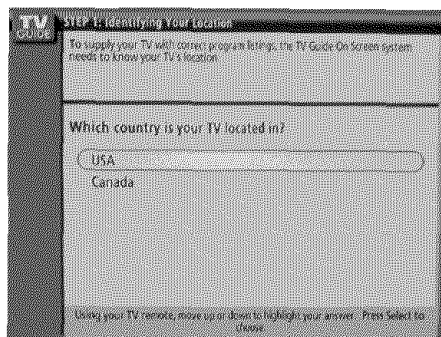 TV
GUIDE
STEP 1: Identifying Your Location
To supply your TV with correct program listings, the TV Guide On Screen system
needs to know your TV's location.
Which country is your TV located in?
USA
Canada
Using your TV remote, move up or down to highlight your answer. Press Select to
choose.